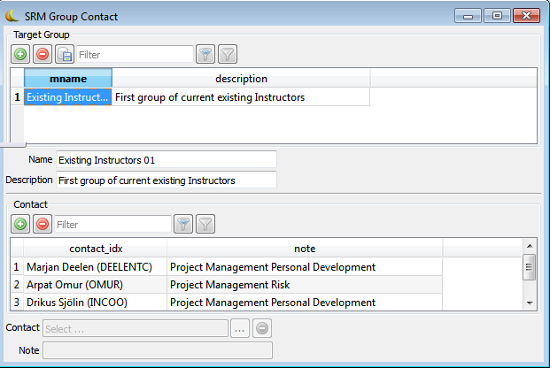 SRM Group Contact
Target Group
Filter
mname description
1 Existing Instruct... First group of current existing Instructors
Name Existing Instructors 01
Description First group of current existing Instructors
Contact
Filter
contact_idx note
1 Marjan Deelen (DEELENTC) Project Management Personal Development
2 Arpat Omur (OMUR) Project Management Risk
3 Drikus Sjölin (INCOO) Project Management Personal Development
Contact Select ... ...
Note